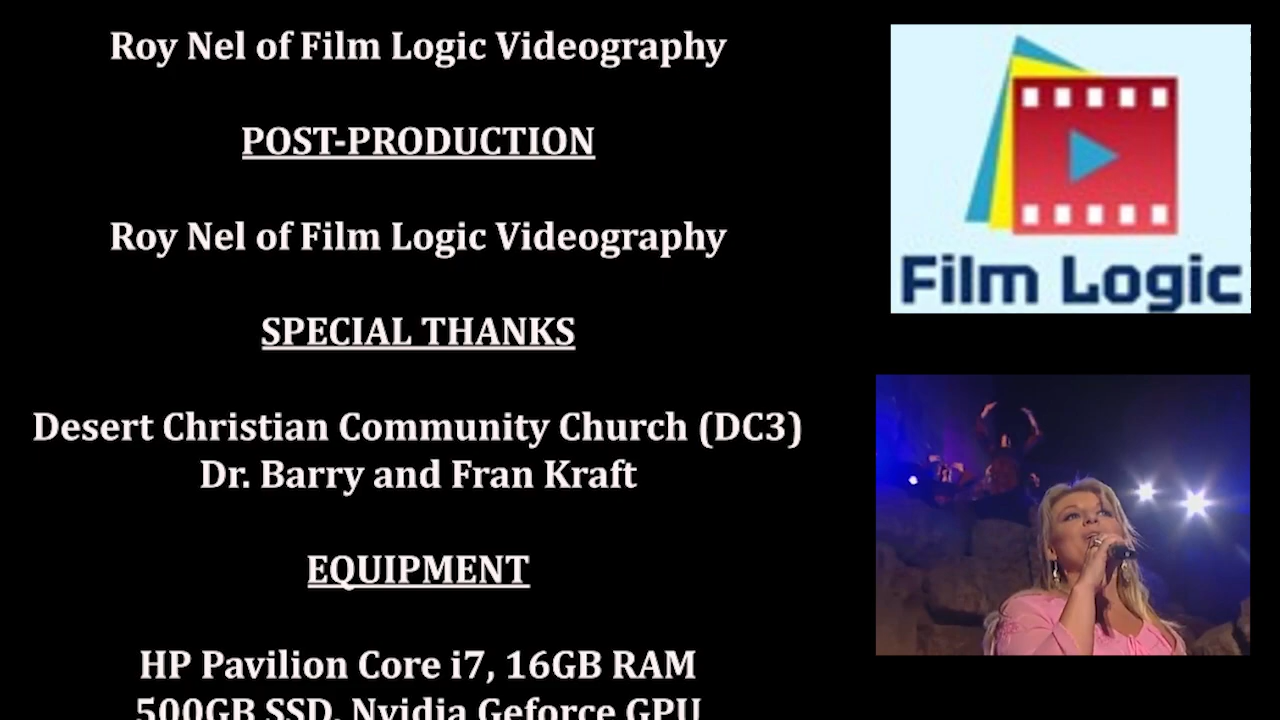 Roy Nel of Film Logic Videography
POST-PRODUCTION
Roy Nel of Film Logic Videography
SPECIAL THANKS
Desert Christian Community Church (DC3)
Dr. Barry and Fran Kraft
EQUIPMENT
HP Pavilion Core i7, 16GB RAM
500GB SSD, Nvidia Geforce GPU
Film Logic